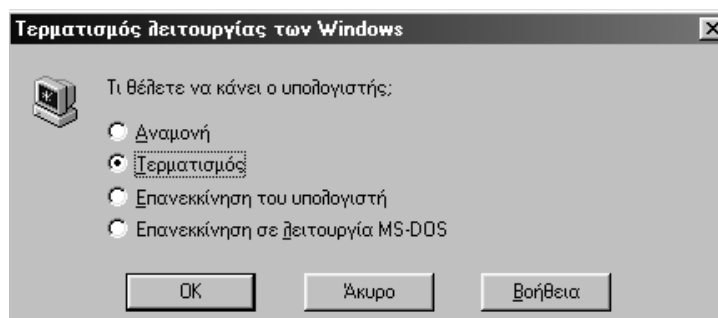 Τερματισμός λειτουργίας των Windows
Τι θέλετε να κάνει ο υπολογιστής;
Αναμονή
Τερματισμός
Επανεκκίνηση του υπολογιστή
Επανεκκίνηση σε λειτουργία MS-DOS
OK Άκυρο Βοήθεια